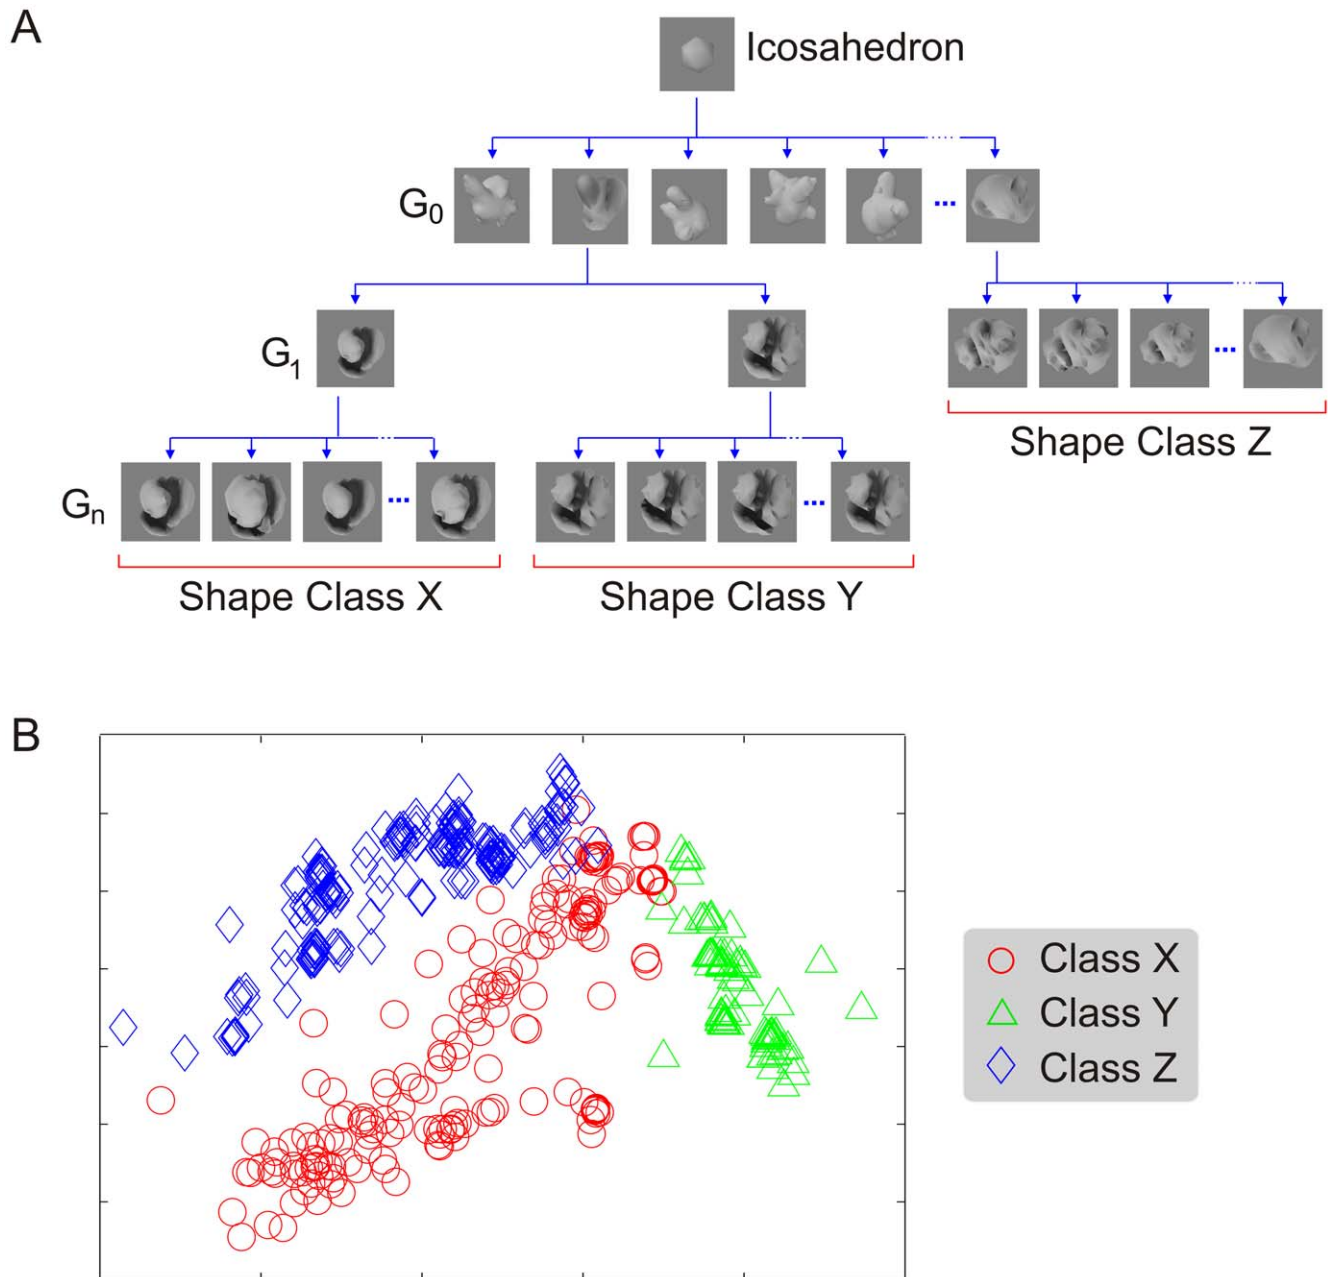 A
Icosahedron
G0
G1
Shape Class Z
Gn
Shape Class X
Shape Class Y
B
Class X
Class Y
Class Z